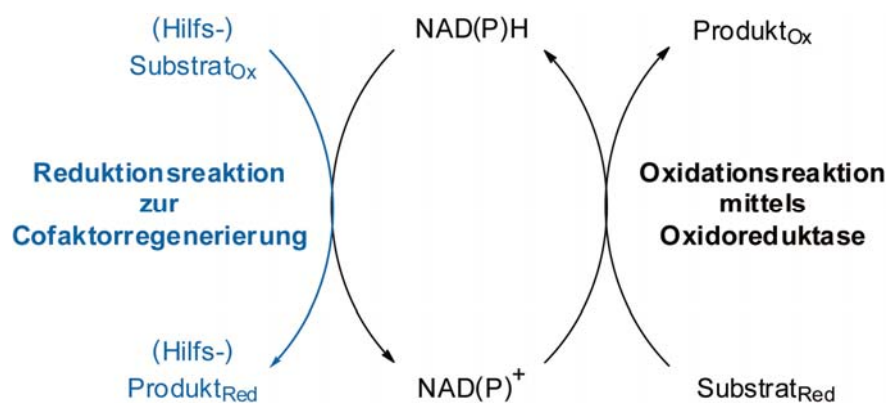 (Hilfs-)
Substrat_Ox
NAD(P)H
Produkt_Ox
Reduktionsreaktion
zur
Cofaktorregenerierung
Oxidationsreaktion
mittels
Oxidoreduktase
(Hilfs-)
Produkt_Red
NAD(P)⁺
Substrat_Red